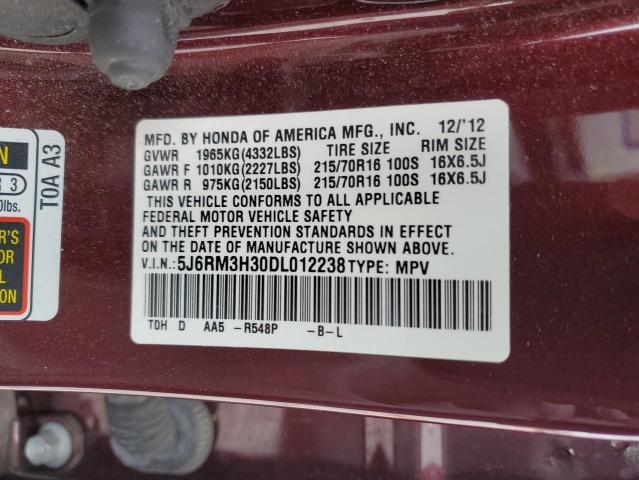 MFD. BY HONDA OF AMERICA MFG., INC. 12/'12
GVWR 1965KG(4332LBS) TIRE SIZE RIM SIZE
GAWR F 1010KG(2227LBS) 215/70R16 100S 16X6.5J
GAWR R 975KG(2150LBS) 215/70R16 100S 16X6.5J
THIS VEHICLE CONFORMS TO ALL APPLICABLE
FEDERAL MOTOR VEHICLE SAFETY
AND THEFT PREVENTION STANDARDS IN EFFECT
ON THE DATE OF MANUFACTURE SHOWN ABOVE.
V.I.N.: 5J6RM3H30DL012238 TYPE: MPV
TOH D AA5 -R548P -B-L
T0A A3
R 3